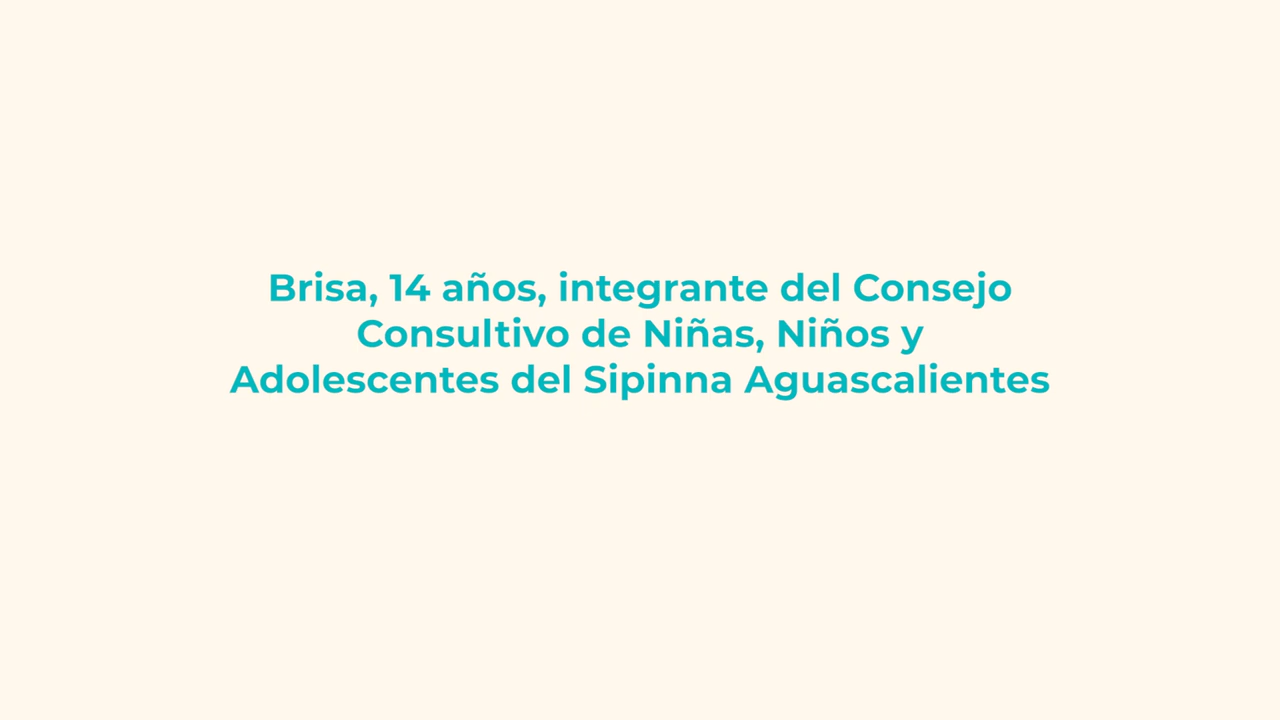 Brisa, 14 años, integrante del Consejo
Consultivo de Niñas, Niños y
Adolescentes del Sipinna Aguascalientes